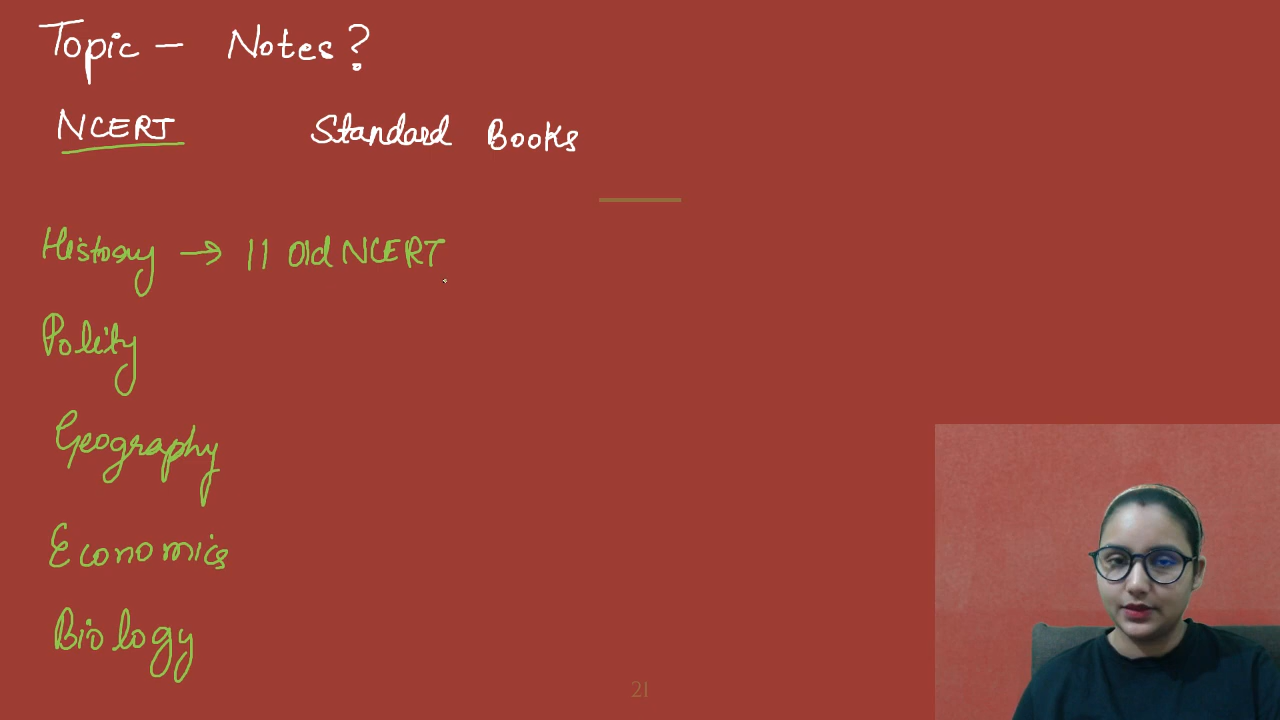 Topic – Notes?
NCERT Standard Books
History → 11 Old NCERT
Polity
Geography
Economics
Biology
21